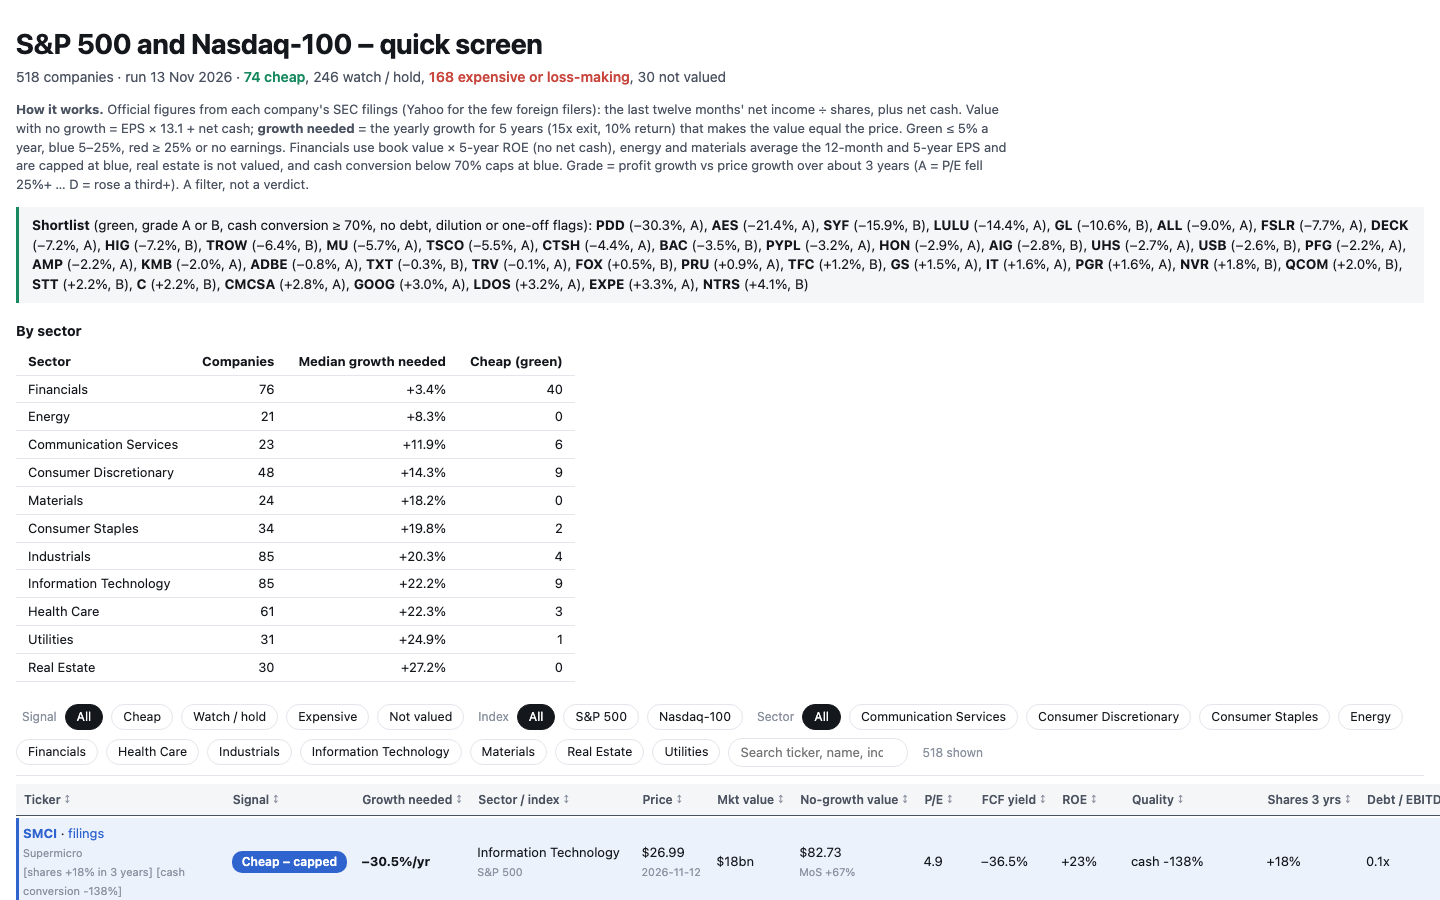 S&P 500 and Nasdaq-100 – quick screen
518 companies · run 13 Nov 2026 · 74 cheap, 246 watch / hold, 168 expensive or loss-making, 30 not valued
How it works. Official figures from each company's SEC filings (Yahoo for the few foreign filers): the last twelve months' net income ÷ shares, plus net cash. Value
with no growth = EPS × 13.1 + net cash; growth needed = the yearly growth for 5 years (15x exit, 10% return) that makes the value equal the price. Green ≤ 5% a
year, blue 5–25%, red ≥ 25% or no earnings. Financials use book value × 5-year ROE (no net cash), energy and materials average the 12-month and 5-year EPS and
are capped at blue, real estate is not valued, and cash conversion below 70% caps at blue. Grade = profit growth vs price growth over about 3 years (A = P/E fell
25%+ … D = rose a third+). A filter, not a verdict.
Shortlist (green, grade A or B, cash conversion ≥ 70%, no debt, dilution or one-off flags): PDD (−30.3%, A), AES (−21.4%, A), SYF (−15.9%, B), LULU (−14.4%, A), GL (−10.6%, B), ALL (−9.0%, A), FSLR (−7.7%, A), DECK
(−7.2%, A), HIG (−7.2%, B), TROW (−6.4%, B), MU (−5.7%, A), TSCO (−5.5%, A), CTSH (−4.4%, A), BAC (−3.5%, B), PYPL (−3.2%, A), HON (−2.9%, A), AIG (−2.8%, B), UHS (−2.7%, A), USB (−2.6%, B), PFG (−2.2%, A),
AMP (−2.2%, A), KMB (−2.0%, A), ADBE (−0.8%, A), TXT (−0.3%, B), TRV (−0.1%, A), FOX (+0.5%, B), PRU (+0.9%, A), TFC (+1.2%, B), GS (+1.5%, A), IT (+1.6%, A), PGR (+1.6%, A), NVR (+1.8%, B), QCOM (+2.0%, B),
STT (+2.2%, B), C (+2.2%, B), CMCSA (+2.8%, A), GOOG (+3.0%, A), LDOS (+3.2%, A), EXPE (+3.3%, A), NTRS (+4.1%, B)
By sector
Sector Companies Median growth needed Cheap (green)
Financials 76 +3.4% 40
Energy 21 +8.3% 0
Communication Services 23 +11.9% 6
Consumer Discretionary 48 +14.3% 9
Materials 24 +18.2% 0
Consumer Staples 34 +19.8% 2
Industrials 85 +20.3% 4
Information Technology 85 +22.2% 9
Health Care 61 +22.3% 3
Utilities 31 +24.9% 1
Real Estate 30 +27.2% 0
Signal All Cheap Watch / hold Expensive Not valued Index All S&P 500 Nasdaq-100 Sector All Communication Services Consumer Discretionary Consumer Staples Energy
Financials Health Care Industrials Information Technology Materials Real Estate Utilities Search ticker, name, inc 518 shown
Ticker ↕ Signal ↕ Growth needed ↕ Sector / index ↕ Price ↕ Mkt value ↕ No-growth value ↕ P/E ↕ FCF yield ↕ ROE ↕ Quality ↕ Shares 3 yrs ↕ Debt / EBITD
SMCI · filings
Supermicro
[shares +18% in 3 years] [cash
conversion -138%]
Cheap – capped
−30.5%/yr
Information Technology
S&P 500
$26.99
2026-11-12
$18bn
$82.73
MoS +67%
4.9
−36.5%
+23%
cash -138%
+18%
0.1x